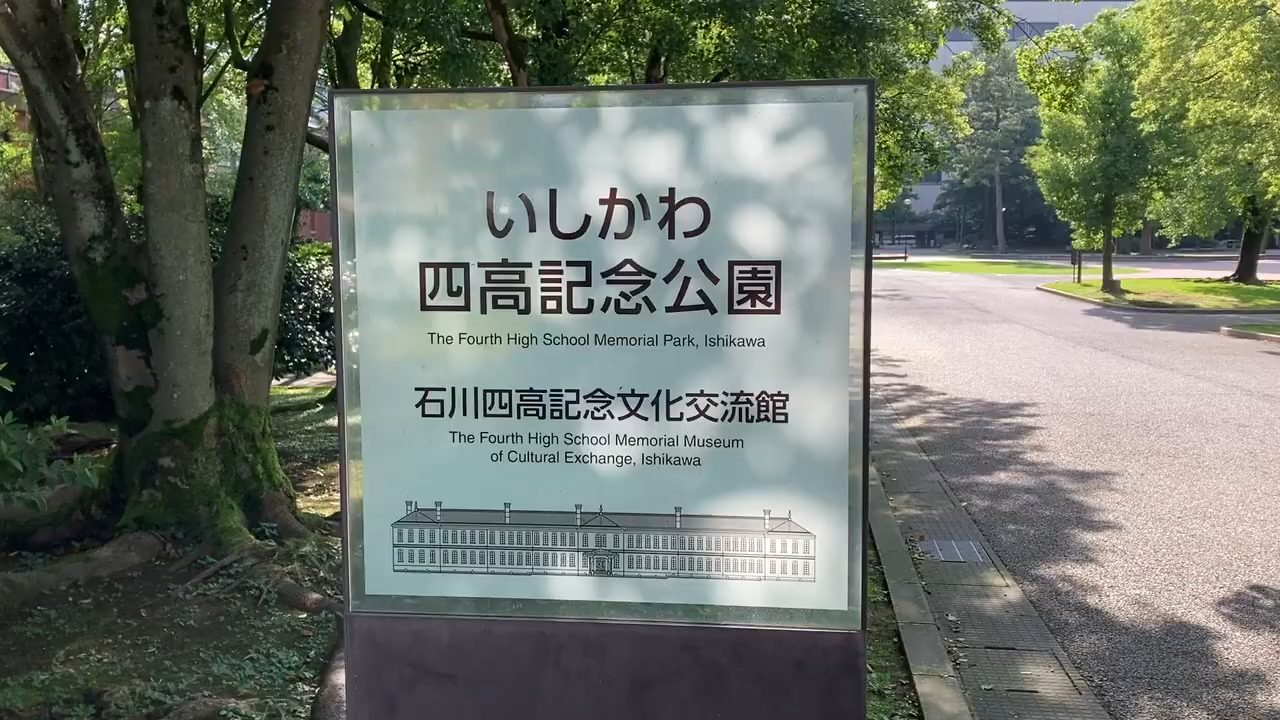 いしかわ
四高記念公園
The Fourth High School Memorial Park, Ishikawa
石川四高記念文化交流館
The Fourth High School Memorial Museum
of Cultural Exchange, Ishikawa